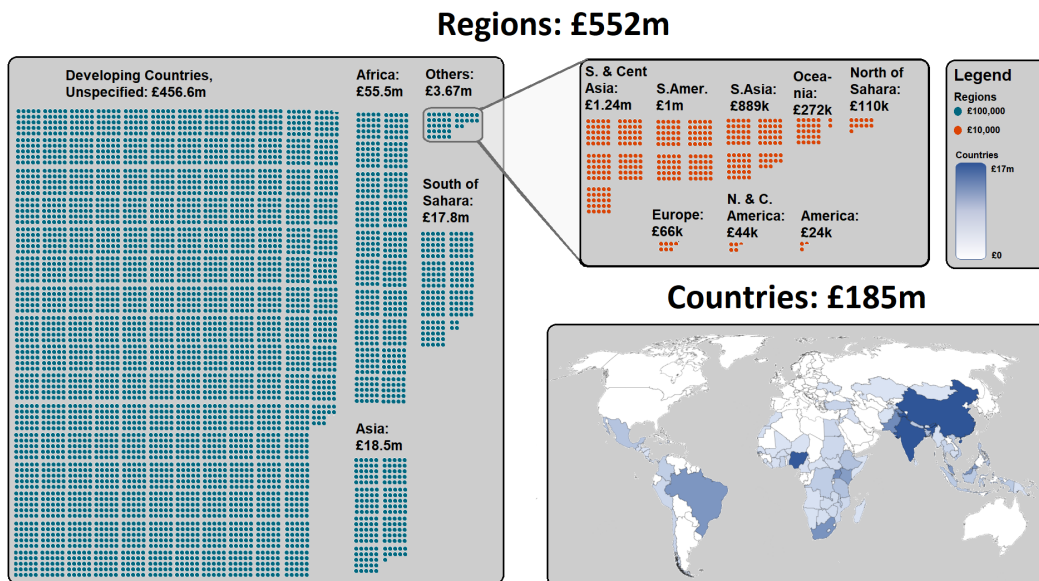 Regions: £552m
Developing Countries,
Unspecified: £456.6m
Africa:
£55.5m
Others:
£3.67m
South of
Sahara:
£17.8m
Asia:
£18.5m
S. & Cent
Asia:
£1.24m
S.Amer.
£1m
S.Asia:
£889k
Ocea-
nia:
£272k
North of
Sahara:
£110k
Europe:
£66k
N. & C.
America:
£44k
America:
£24k
Legend
Regions
£100,000
£10,000
Countries
£17m
£0
Countries: £185m